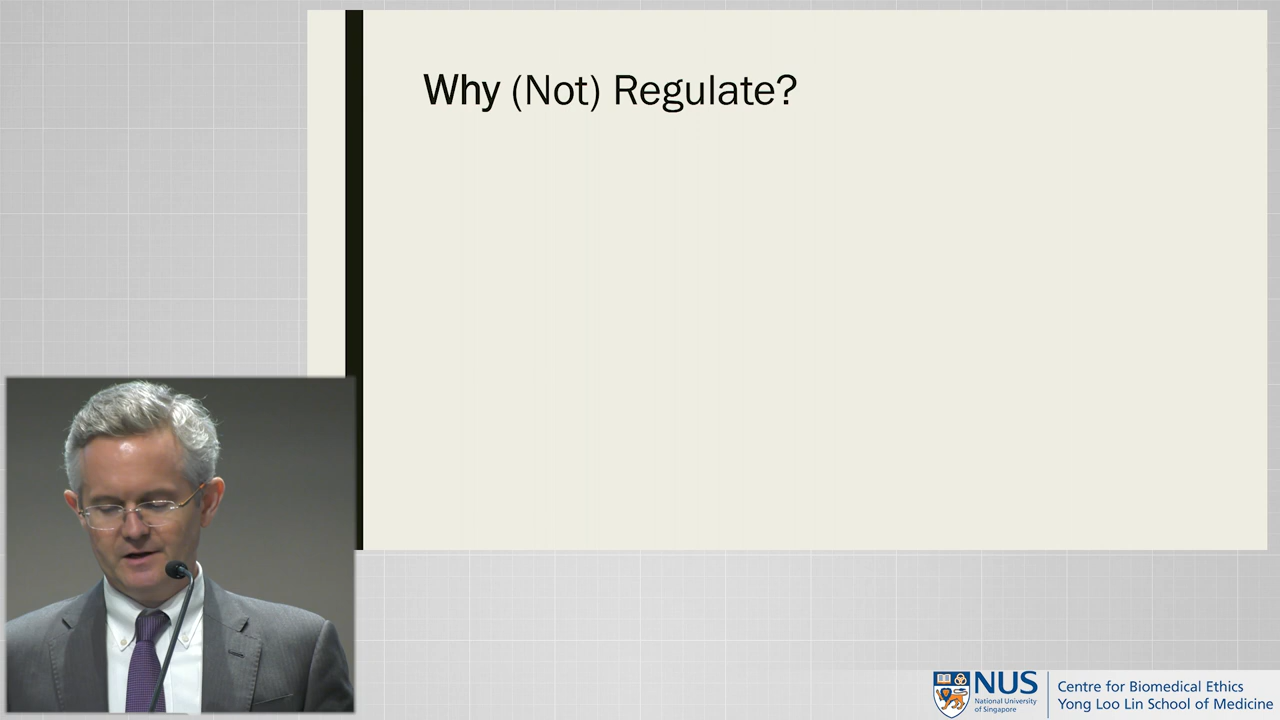 Why (Not) Regulate?
NUS
National University
of Singapore
Centre for Biomedical Ethics
Yong Loo Lin School of Medicine